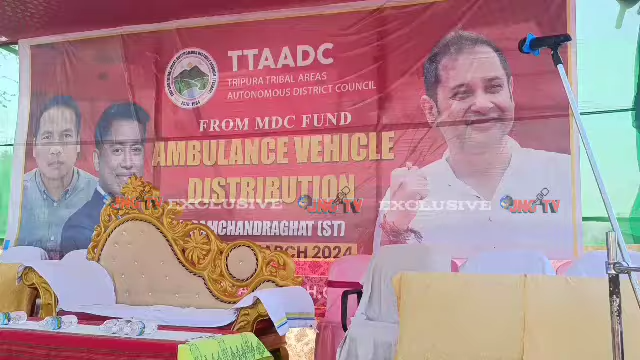 TTAADC
TRIPURA TRIBAL AREAS
AUTONOMOUS DISTRICT COUNCIL
FROM MDC FUND
AMBULANCE VEHICLE
DISTRIBUTION
EXCLUSIVE JNC TV EXCLUSIVE JNC TV
(ST)
MARCH 2024